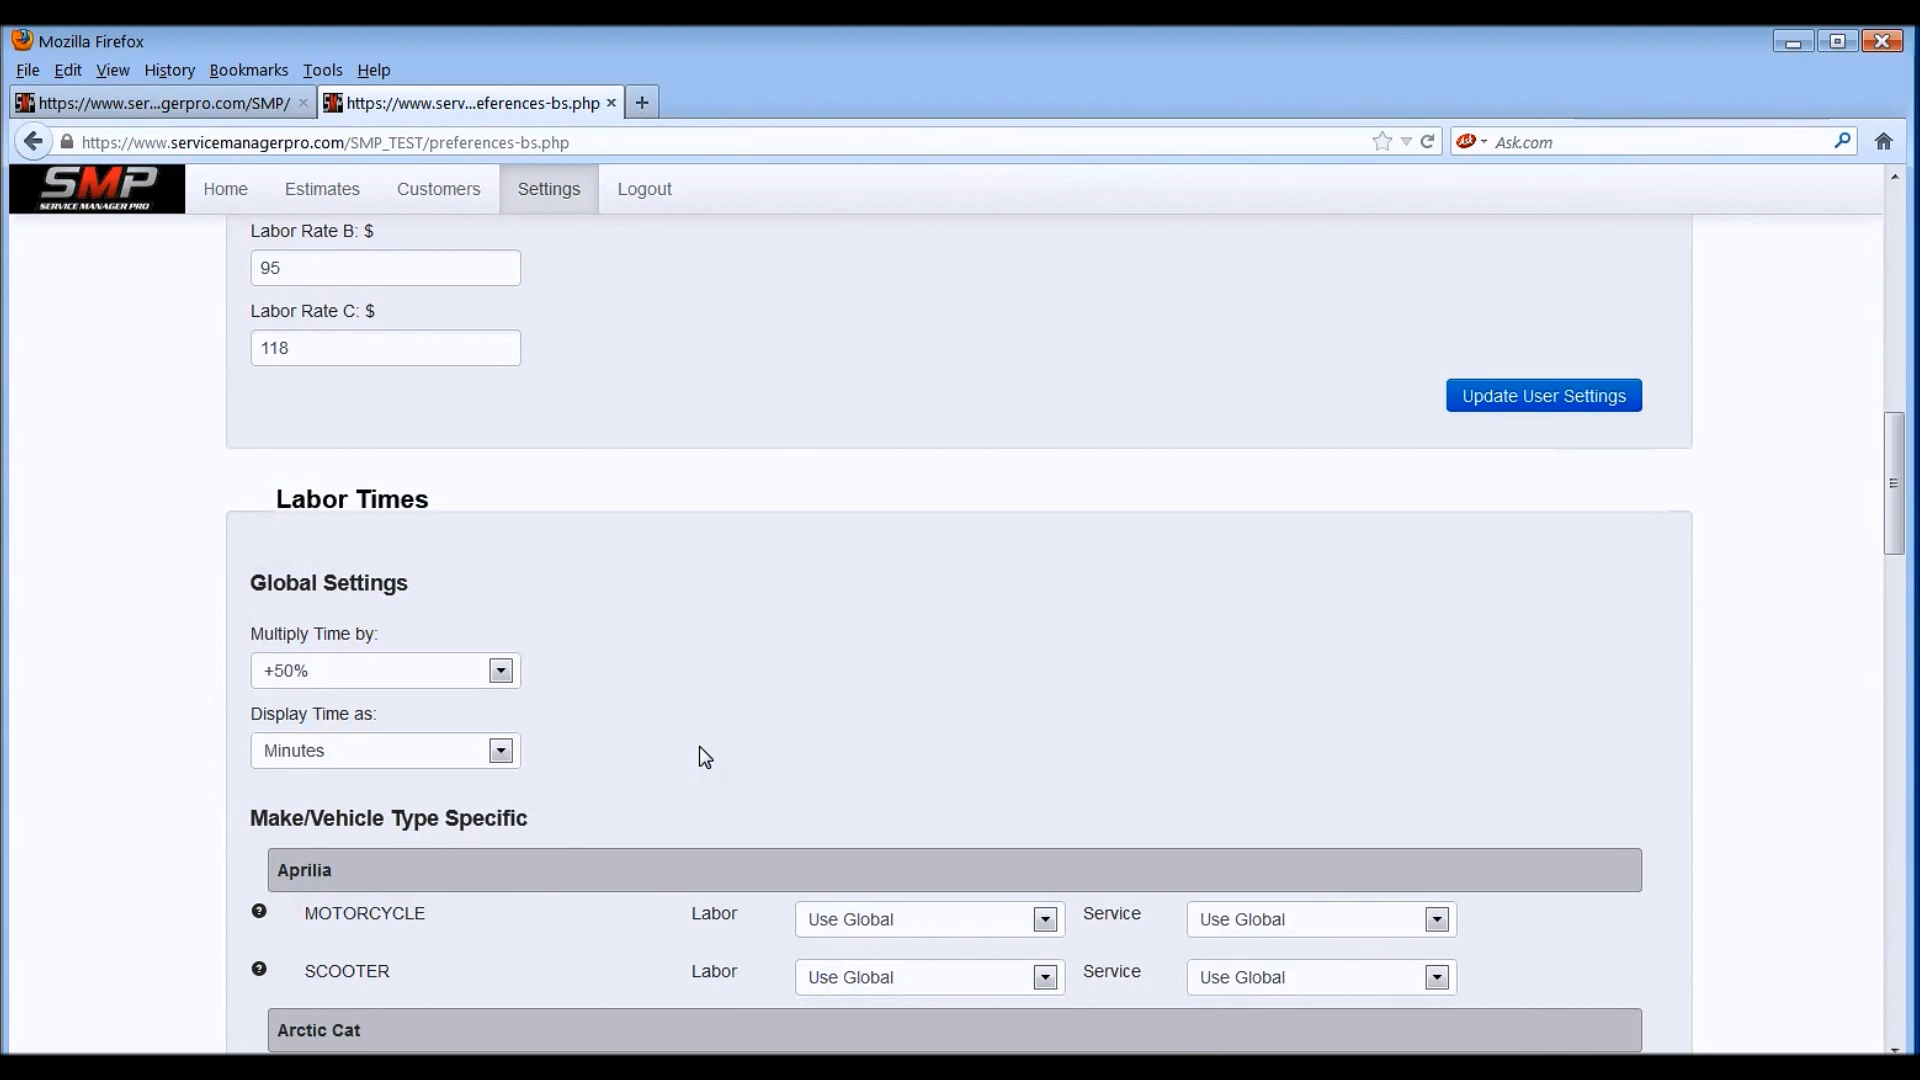 Mozilla Firefox
File Edit View History Bookmarks Tools Help
https://www.ser...gerpro.com/SMP/ https://www.serv...eferences-bs.php
https://www.servicemanagerpro.com/SMP_TEST/preferences-bs.php Ask Ask.com
SMP Home Estimates Customers Settings Logout
SERVICE MANAGER PRO
Labor Rate B: $
95
Labor Rate C: $
118
Update User Settings
Labor Times
Global Settings
Multiply Time by:
+50%
Display Time as:
Minutes
Make/Vehicle Type Specific
Aprilia
MOTORCYCLE Labor Use Global Service Use Global
SCOOTER Labor Use Global Service Use Global
Arctic Cat